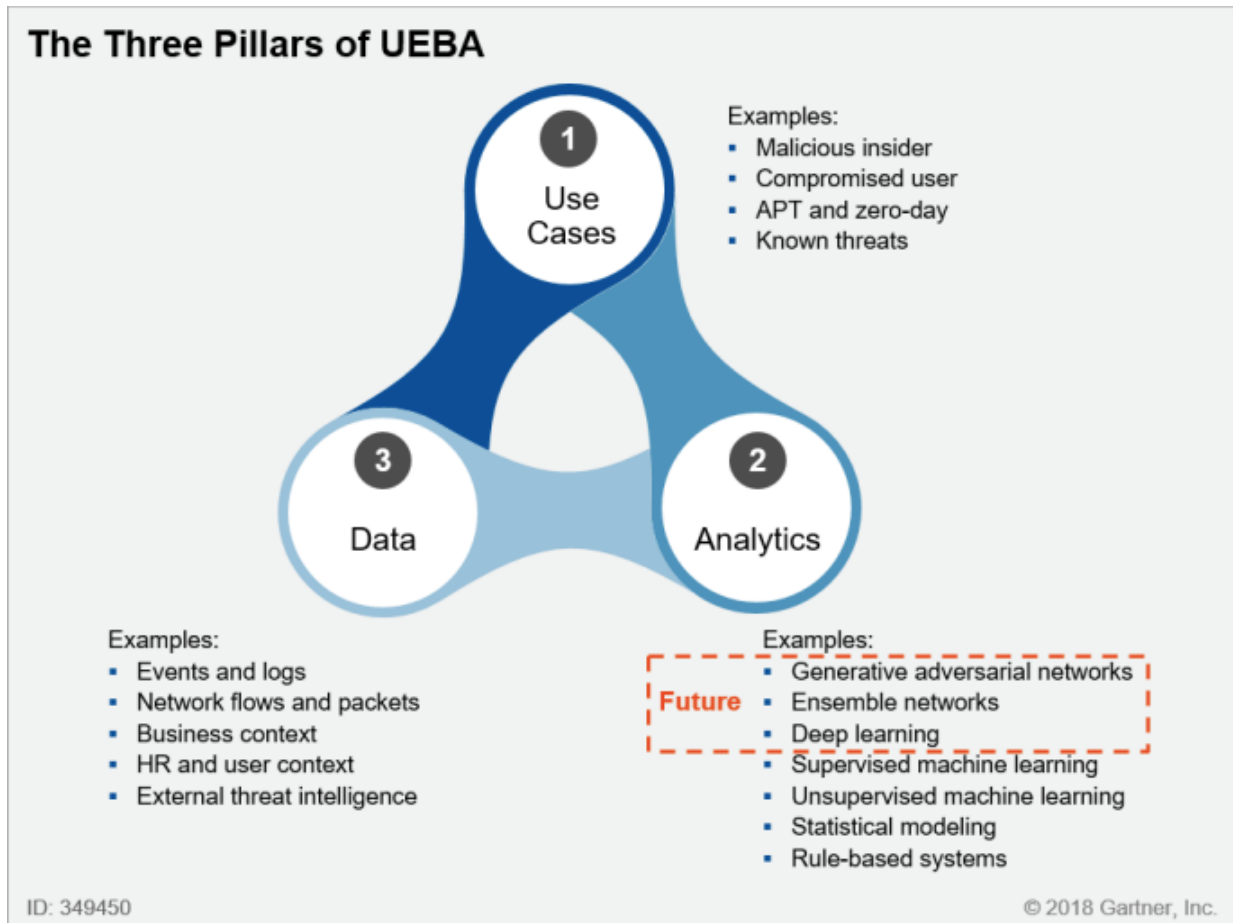 The Three Pillars of UEBA
1
Use
Cases
Examples:
▪ Malicious insider
▪ Compromised user
▪ APT and zero-day
▪ Known threats
3
Data
2
Analytics
Examples:
▪ Events and logs
▪ Network flows and packets
▪ Business context
▪ HR and user context
▪ External threat intelligence
Examples:
Future
▪ Generative adversarial networks
▪ Ensemble networks
▪ Deep learning
▪ Supervised machine learning
▪ Unsupervised machine learning
▪ Statistical modeling
▪ Rule-based systems
ID: 349450
© 2018 Gartner, Inc.